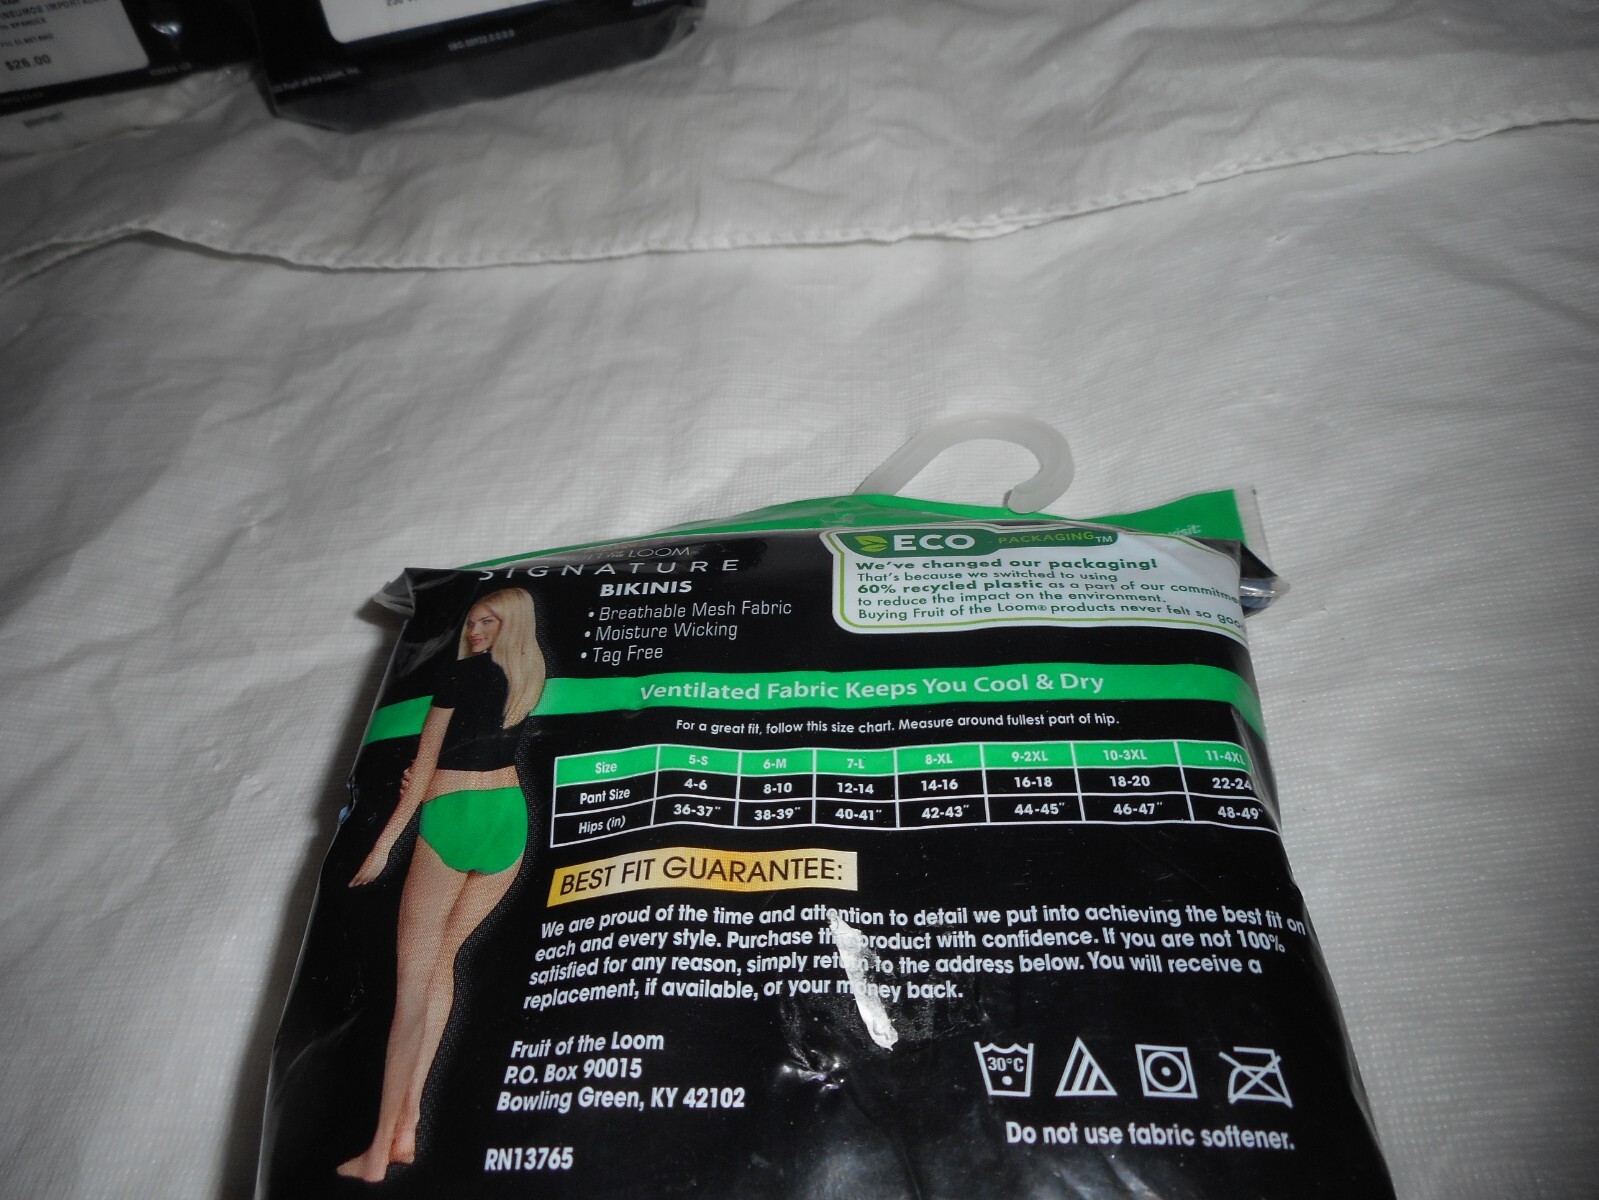 INSUMOS IMPORTADOS
$26.00
LOOM
SIGNATURE
BIKINIS
• Breathable Mesh Fabric
• Moisture Wicking
• Tag Free
ECO PACKAGING™
We've changed our packaging!
That's because we switched to using
60% recycled plastic as a part of our
to reduce the impact on the environment.
Buying Fruit of the Loom® products never felt so
visit:
Ventilated Fabric Keeps You Cool & Dry
For a great fit, follow this size chart. Measure around fullest part of hip.
Size 5-S 6-M 7-L 8-XL 9-2XL 10-3XL 11-4XL
Pant Size 4-6 8-10 12-14 14-16 16-18 18-20 22-24
Hips (in) 36-37" 38-39" 40-41" 42-43" 44-45" 46-47" 48-49"
BEST FIT GUARANTEE:
We are proud of the time and attention to detail we put into achieving the best fit on
each and every style. Purchase this product with confidence. If you are not 100%
satisfied for any reason, simply return to the address below. You will receive a
replacement, if available, or your money back.
Fruit of the Loom
P.O. Box 90015
Bowling Green, KY 42102
30°C
Do not use fabric softener.
RN13765